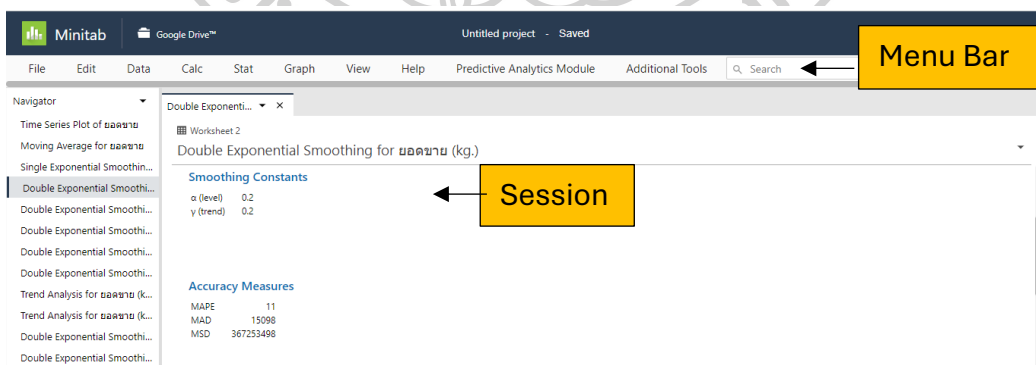 Minitab Google Drive™ Untitled project - Saved
Menu Bar
File Edit Data Calc Stat Graph View Help Predictive Analytics Module Additional Tools Search
Navigator
Time Series Plot of ยอดขาย
Moving Average for ยอดขาย
Single Exponential Smoothin...
Double Exponential Smoothi...
Double Exponential Smoothi...
Double Exponential Smoothi...
Double Exponential Smoothi...
Double Exponential Smoothi...
Trend Analysis for ยอดขาย (k...
Trend Analysis for ยอดขาย (k...
Double Exponential Smoothi...
Double Exponential Smoothi...
Double Exponenti...
Worksheet 2
Double Exponential Smoothing for ยอดขาย (kg.)
Smoothing Constants
α (level) 0.2
γ (trend) 0.2
Session
Accuracy Measures
MAPE 11
MAD 15098
MSD 367253498